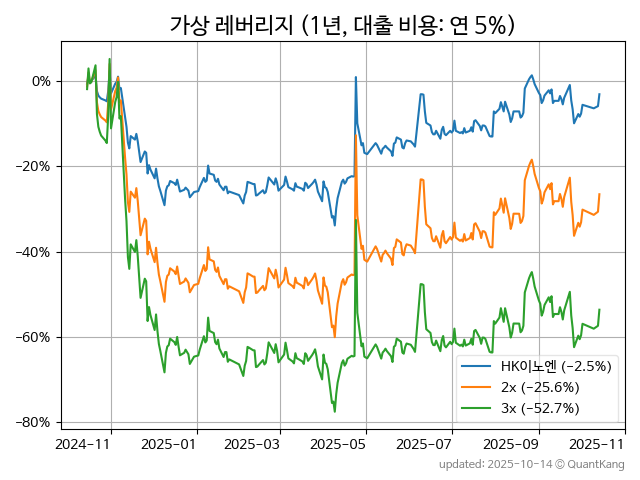 가상 레버리지 (1년, 대출 비용: 연 5%)
0%
−20%
−40%
−60%
−80%
HK이노엔 (−2.5%)
2x (−25.6%)
3x (−52.7%)
2024−11 2025−01 2025−03 2025−05 2025−07 2025−09 2025−11
updated: 2025-10-14 © QuantKang